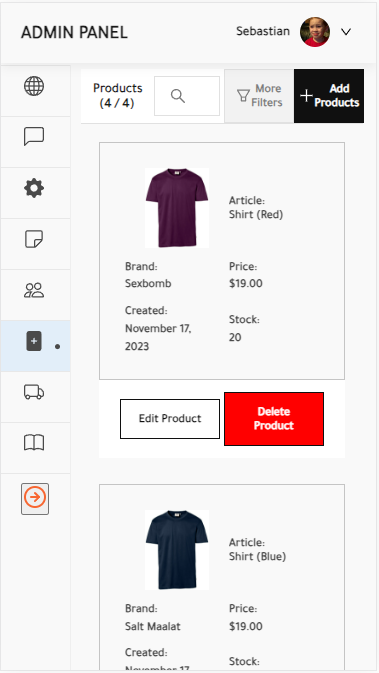 ADMIN PANEL
Sebastian
Products
(4 / 4)
More
Filters
Add
Products
Article:
Shirt (Red)
Brand:
Sexbomb
Price:
$19.00
Created:
November 17,
2023
Stock:
20
Edit Product
Delete
Product
Article:
Shirt (Blue)
Brand:
Salt Maalat
Price:
$19.00
Created:
November 17,
Stock: